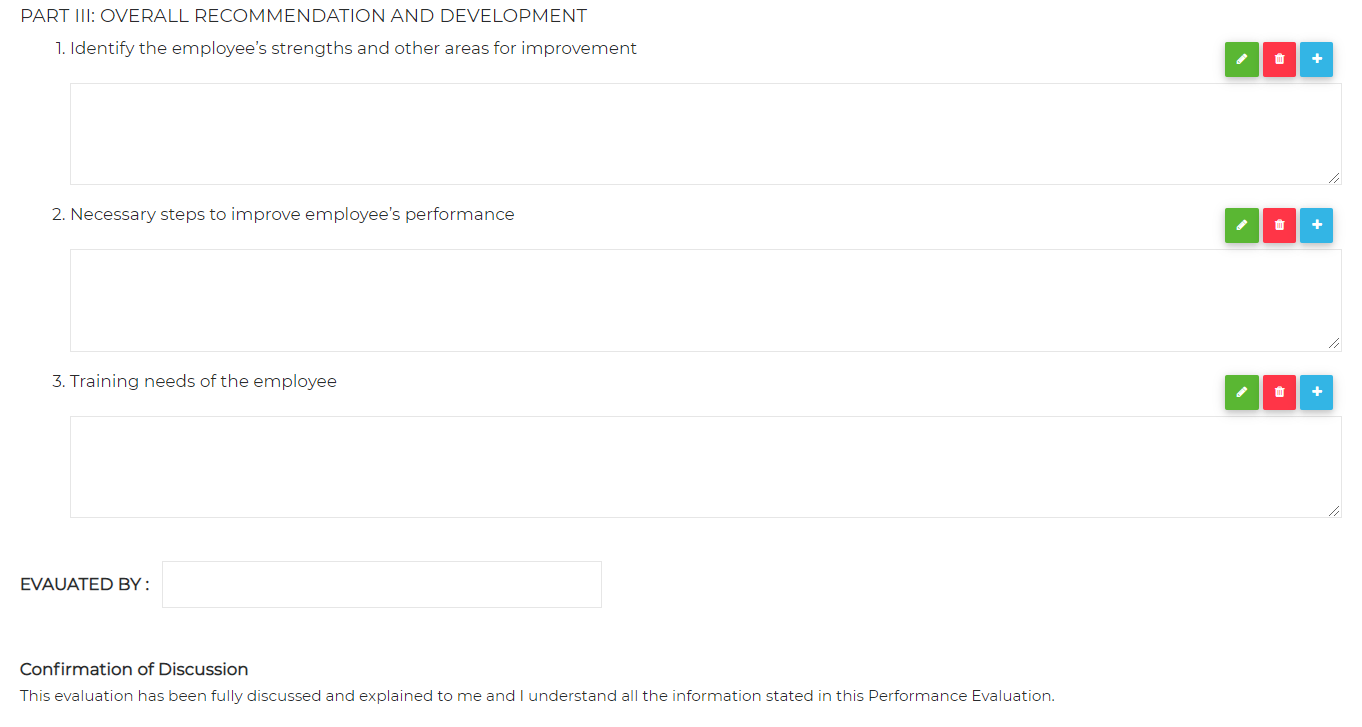 PART III: OVERALL RECOMMENDATION AND DEVELOPMENT
1. Identify the employee’s strengths and other areas for improvement
2. Necessary steps to improve employee’s performance
3. Training needs of the employee
EVAUATED BY :
Confirmation of Discussion
This evaluation has been fully discussed and explained to me and I understand all the information stated in this Performance Evaluation.